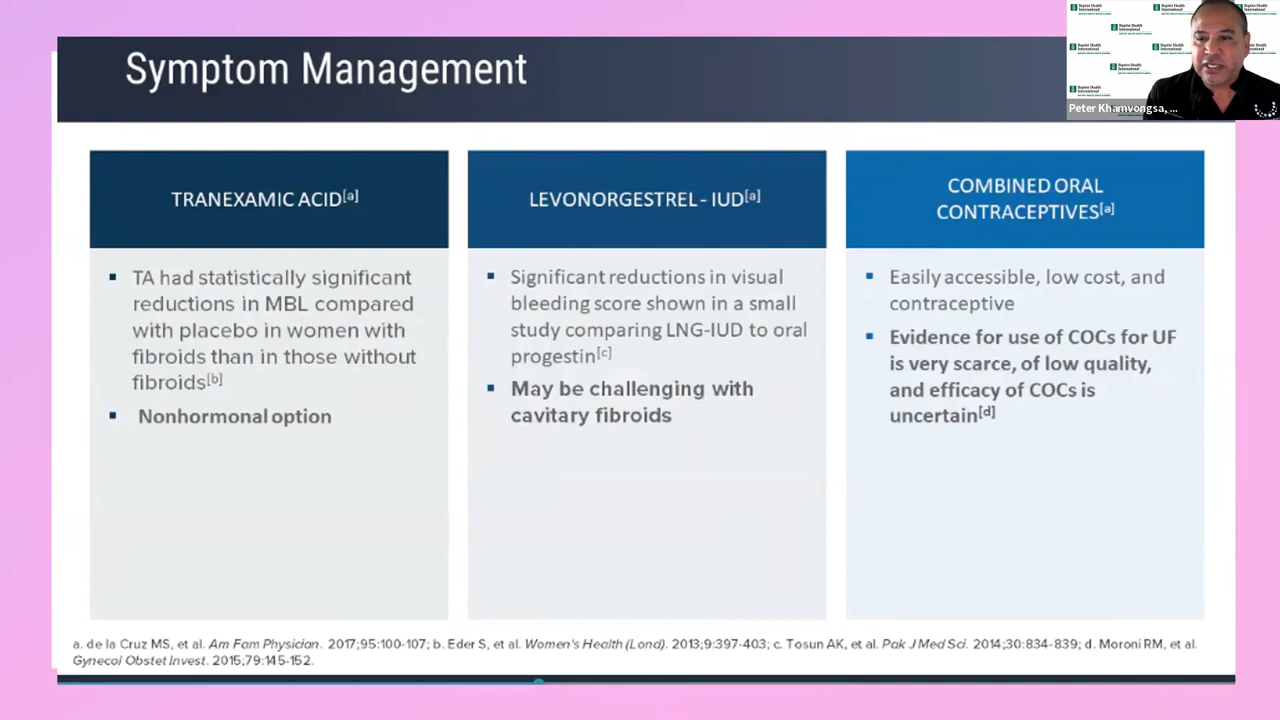 Symptom Management
Baptist Health
International
Peter Khamvongsa, ...
TRANEXAMIC ACID[a]
TA had statistically significant
reductions in MBL compared
with placebo in women with
fibroids than in those without
fibroids[b]
Nonhormonal option
LEVONORGESTREL - IUD[a]
Significant reductions in visual
bleeding score shown in a small
study comparing LNG-IUD to oral
progestin[c]
May be challenging with
cavitary fibroids
COMBINED ORAL
CONTRACEPTIVES[a]
Easily accessible, low cost, and
contraceptive
Evidence for use of COCs for UF
is very scarce, of low quality,
and efficacy of COCs is
uncertain[d]
a. de la Cruz MS, et al. Am Fam Physician. 2017;95:100-107; b. Eder S, et al. Women's Health (Lond). 2013;9:397-403; c. Tosun AK, et al. Pak J Med Sci. 2014;30:834-839; d. Moroni RM, et al.
Gynecol Obstet Invest. 2015;79:145-152.